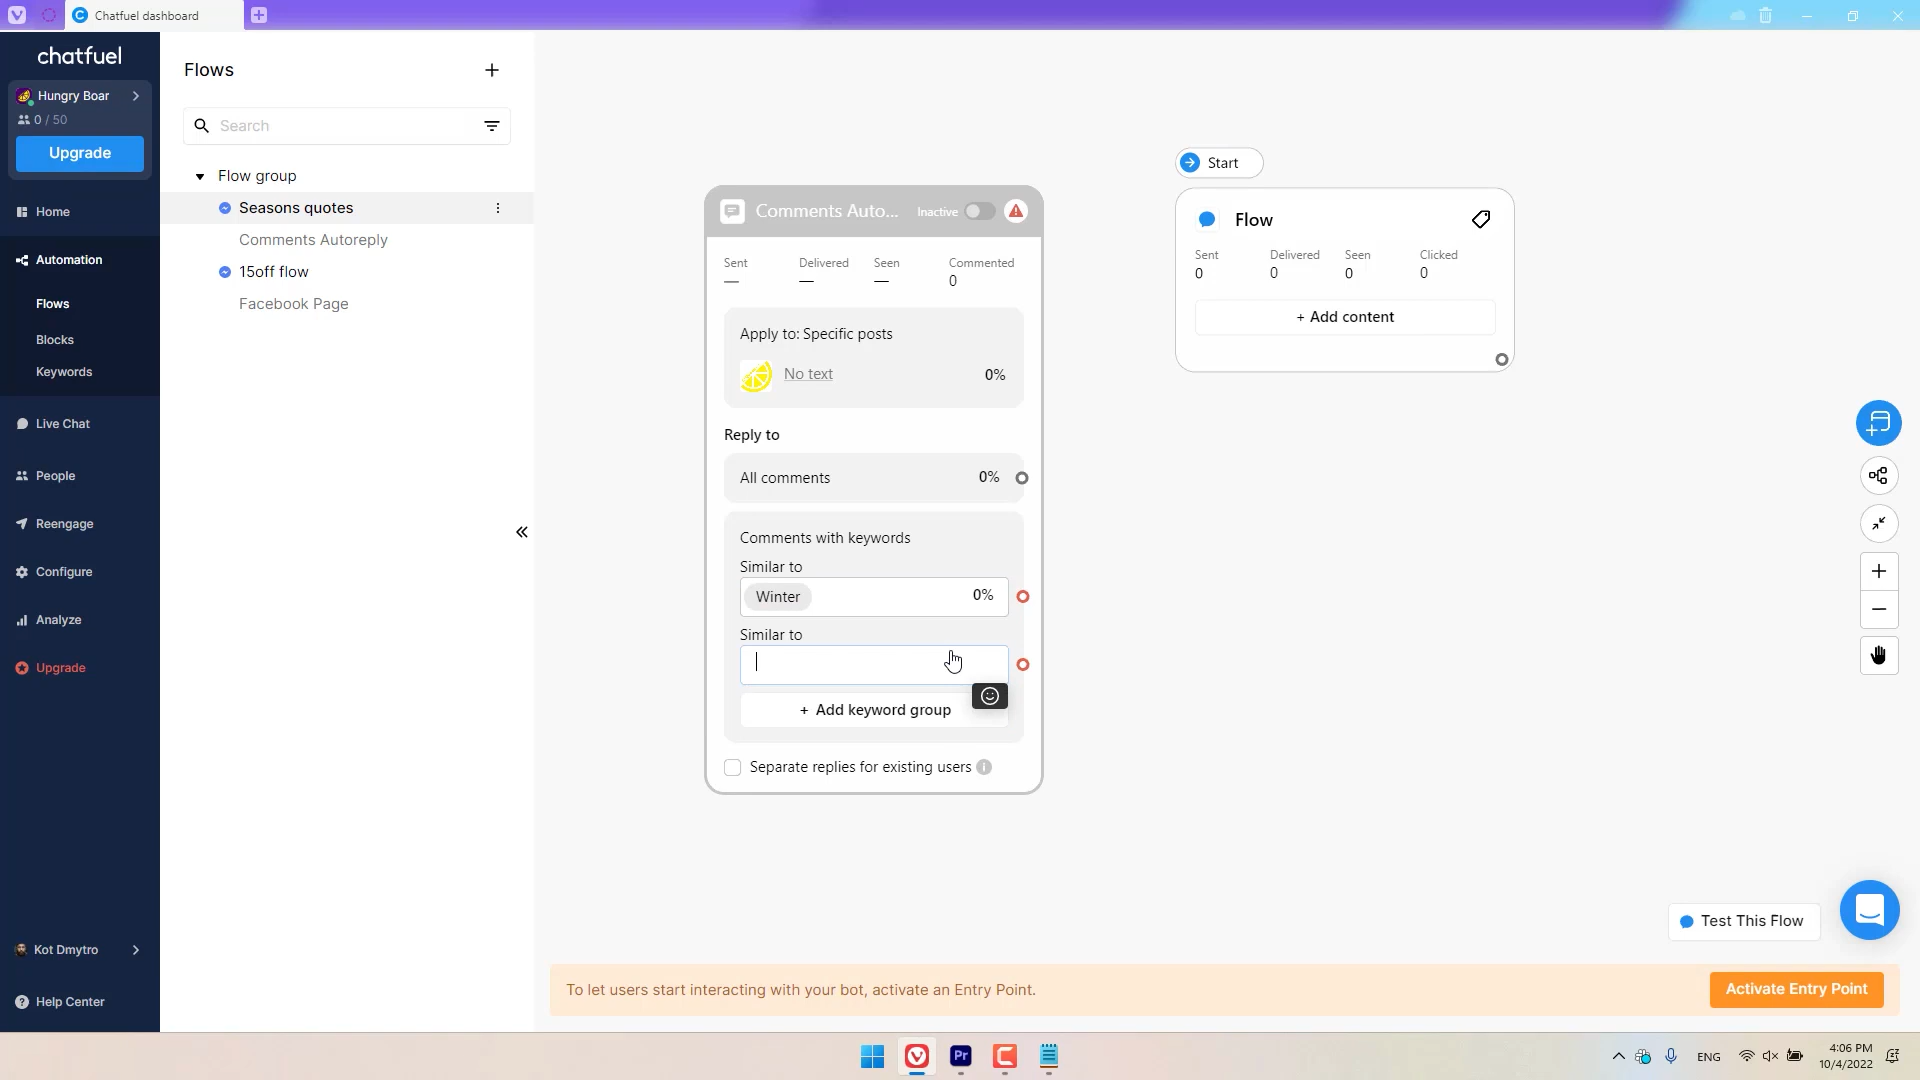 Chatfuel dashboard
chatfuel
Hungry Boar
0 / 50
Upgrade
Home
Automation
Flows
Blocks
Keywords
Live Chat
People
Reengage
Configure
Analyze
Upgrade
Kot Dmytro
Help Center
Flows
Search
Flow group
Seasons quotes
Comments Autoreply
15off flow
Facebook Page
Comments Auto...
Inactive
Sent Delivered Seen Commented
— — — 0
Apply to: Specific posts
No text 0%
Reply to
All comments 0%
Comments with keywords
Similar to
Winter 0%
Similar to
+ Add keyword group
Separate replies for existing users
Start
Flow
Sent Delivered Seen Clicked
0 0 0 0
+ Add content
Test This Flow
To let users start interacting with your bot, activate an Entry Point.
Activate Entry Point
Pr
ENG
4:06 PM
10/4/2022